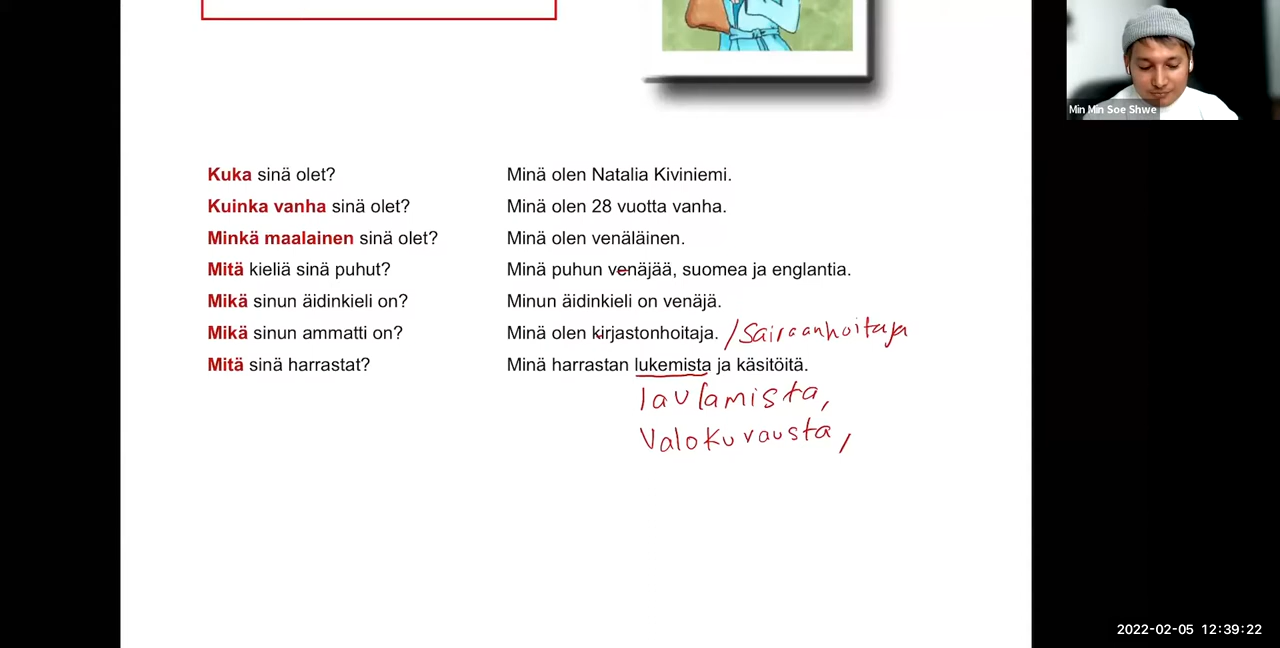 Min Min Soe Shwe
Kuka sinä olet? Minä olen Natalia Kiviniemi.
Kuinka vanha sinä olet? Minä olen 28 vuotta vanha.
Minkä maalainen sinä olet? Minä olen venäläinen.
Mitä kieliä sinä puhut? Minä puhun venäjää, suomea ja englantia.
Mikä sinun äidinkieli on? Minun äidinkieli on venäjä.
Mikä sinun ammatti on? Minä olen kirjastonhoitaja. /Sairaanhoitaja
Mitä sinä harrastat? Minä harrastan lukemista ja käsitöitä.
laulamista,
Valokuvausta,
2022-02-05 12:39:22